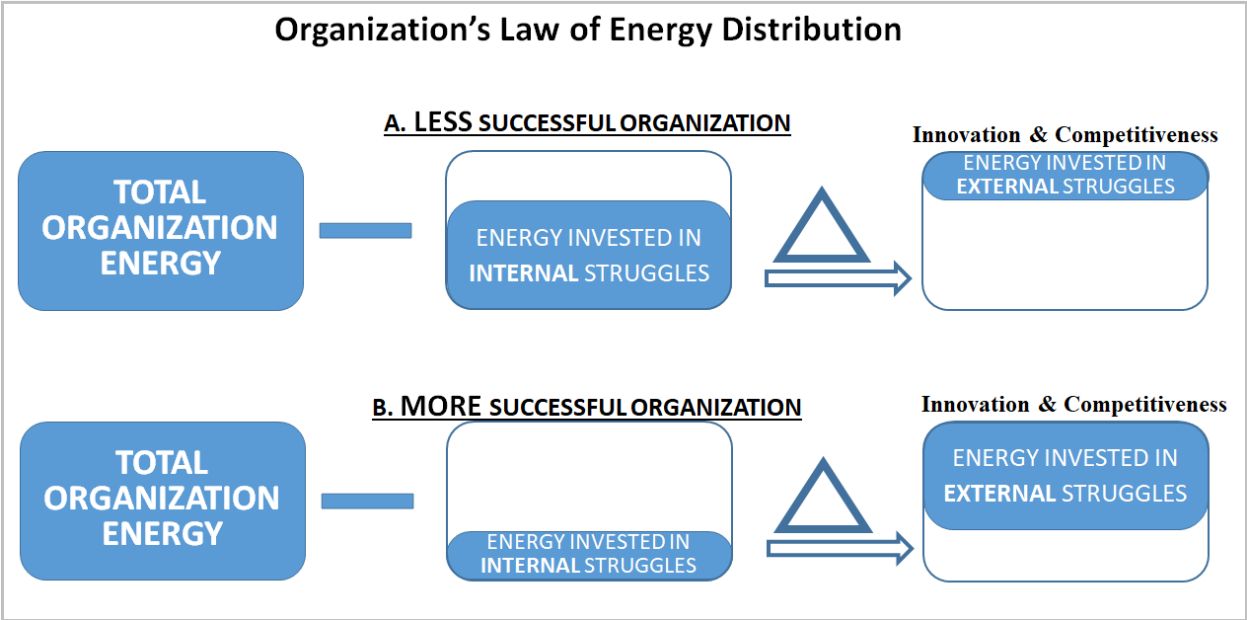 Organization’s Law of Energy Distribution
A. LESS SUCCESSFUL ORGANIZATION
Innovation & Competitiveness
TOTAL
ORGANIZATION
ENERGY
ENERGY INVESTED IN
INTERNAL STRUGGLES
ENERGY INVESTED IN
EXTERNAL STRUGGLES
B. MORE SUCCESSFUL ORGANIZATION
Innovation & Competitiveness
TOTAL
ORGANIZATION
ENERGY
ENERGY INVESTED IN
INTERNAL STRUGGLES
ENERGY INVESTED IN
EXTERNAL STRUGGLES